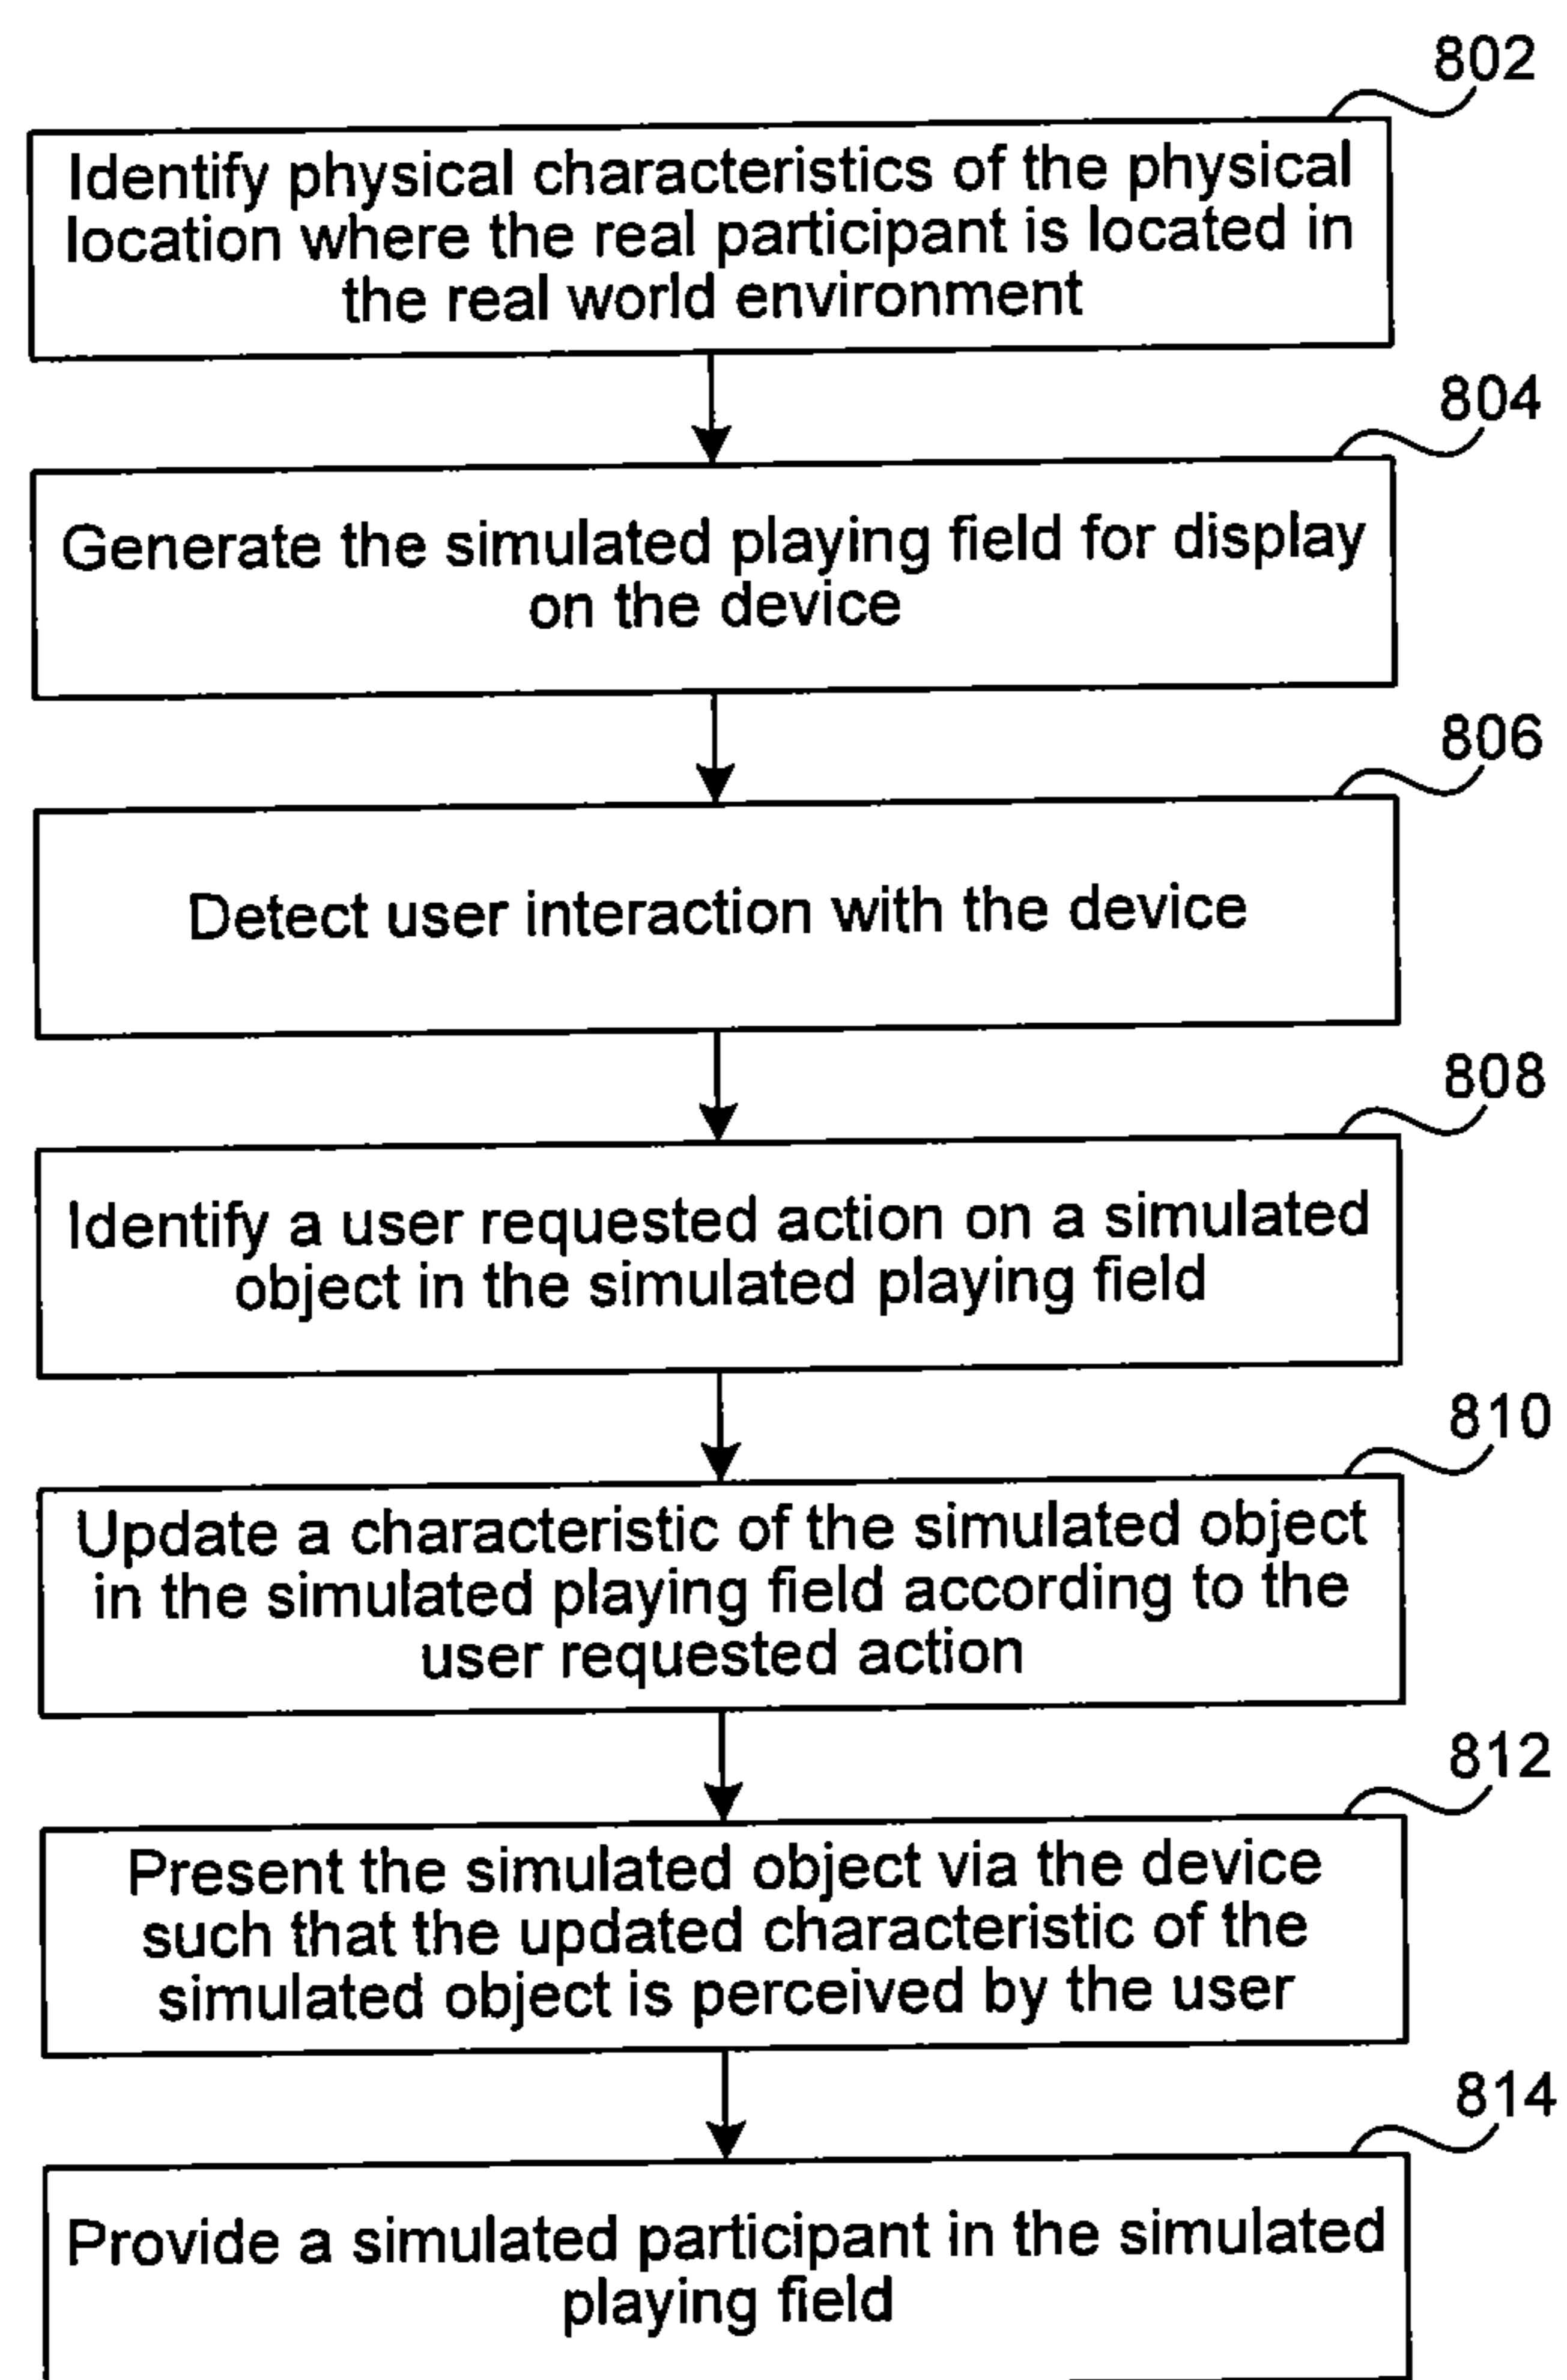 802
Identify physical characteristics of the physical
location where the real participant is located in
the real world environment
804
Generate the simulated playing field for display
on the device
806
Detect user interaction with the device
808
Identify a user requested action on a simulated
object in the simulated playing field
810
Update a characteristic of the simulated object
in the simulated playing field according to the
user requested action
812
Present the simulated object via the device
such that the updated characteristic of the
simulated object is perceived by the user
814
Provide a simulated participant in the simulated
playing field